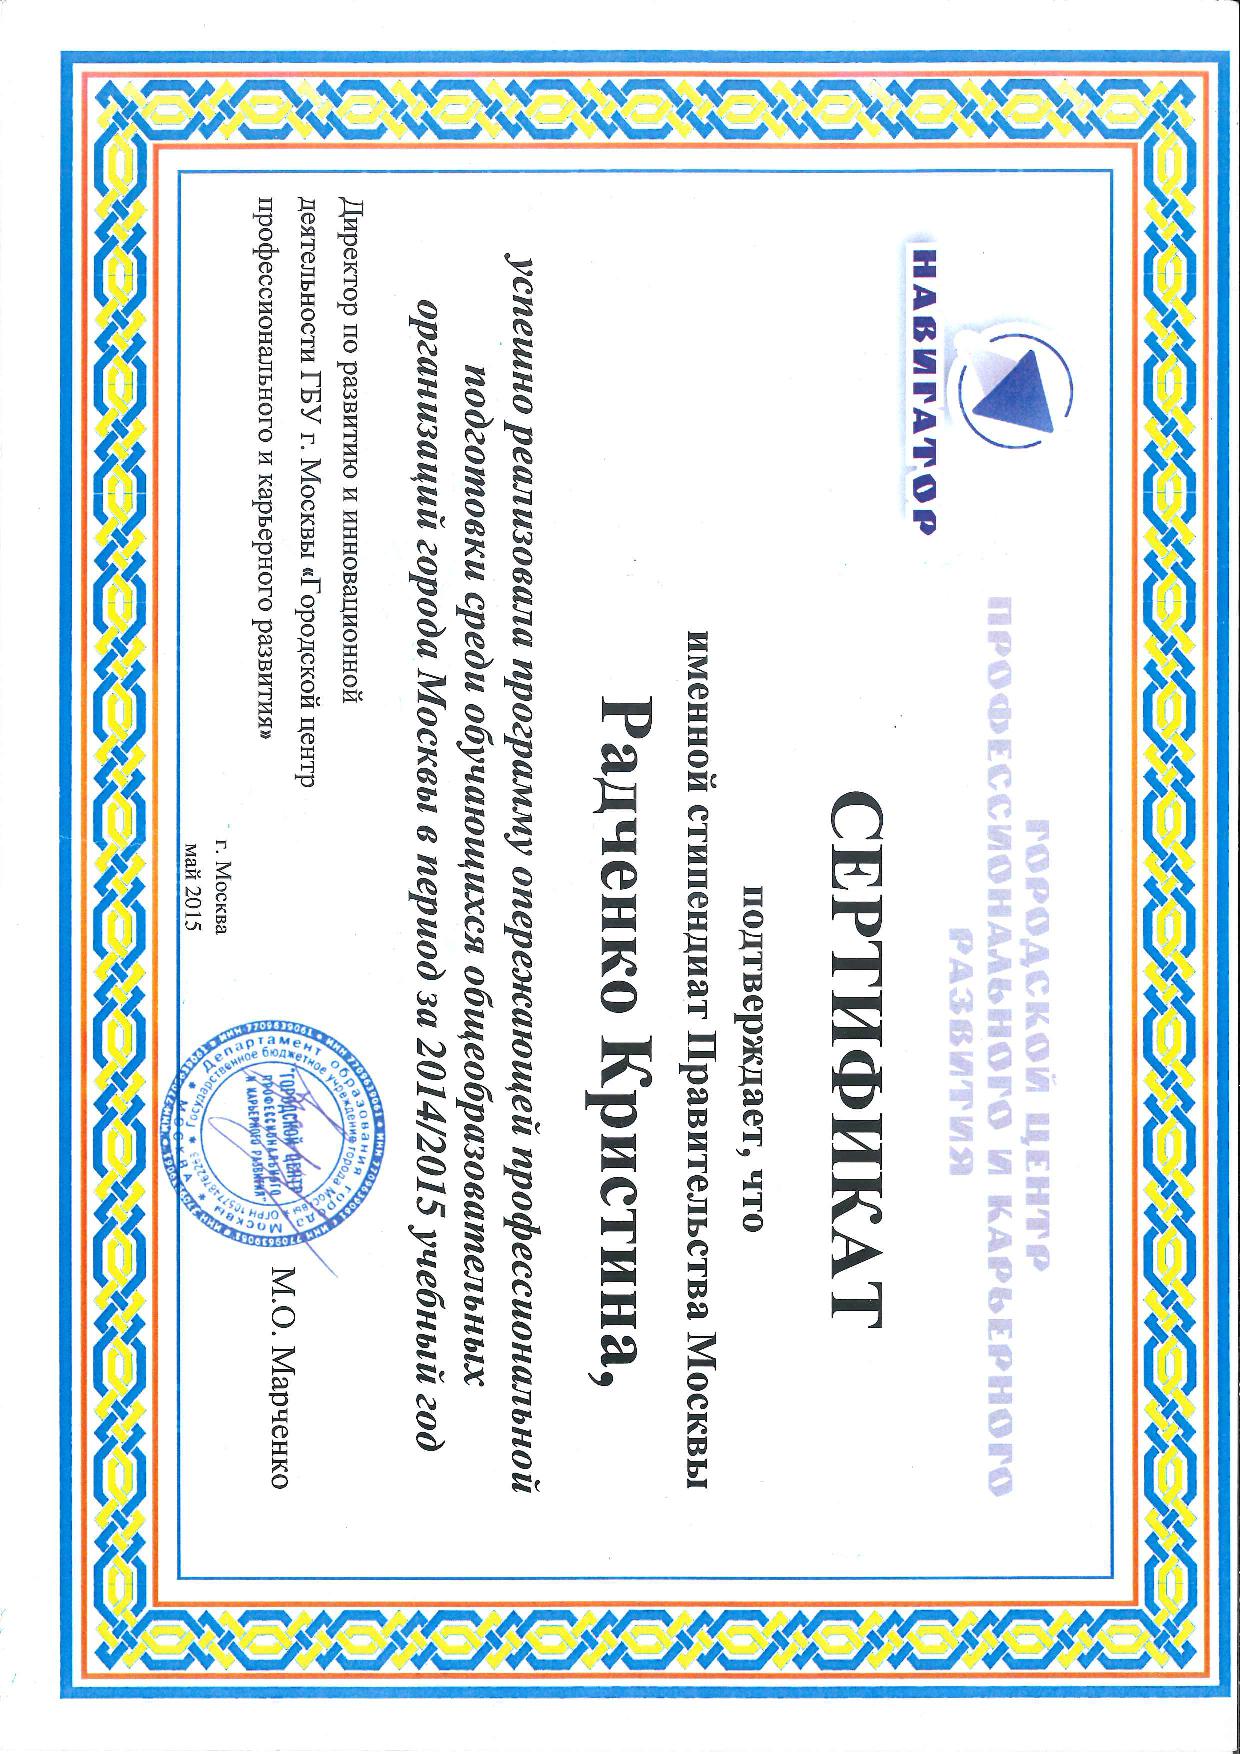 НАВИГАТОР
ГОРОДСКОЙ ЦЕНТР
ПРОФЕССИОНАЛЬНОГО И КАРЬЕРНОГО
РАЗВИТИЯ
СЕРТИФИКАТ
подтверждает, что
именной стипендиат Правительства Москвы
Радченко Кристина,
успешно реализовала программу опережающей профессиональной
подготовки среди обучающихся общеобразовательных
организаций города Москвы в период за 2014/2015 учебный год
Директор по развитию и инновационной
деятельности ГБУ г. Москвы «Городской центр
профессионального и карьерного развития»
ИНН 7709639061 * ИНН 7709639061
Департамент образования города Москвы
Государственное бюджетное учреждение города Москвы
"ГОРОДСКОЙ ЦЕНТР
ПРОФЕССИОНАЛЬНОГО
И КАРЬЕРНОГО РАЗВИТИЯ"
* МОСКВА *
М.О. Марченко
г. Москва
май 2015